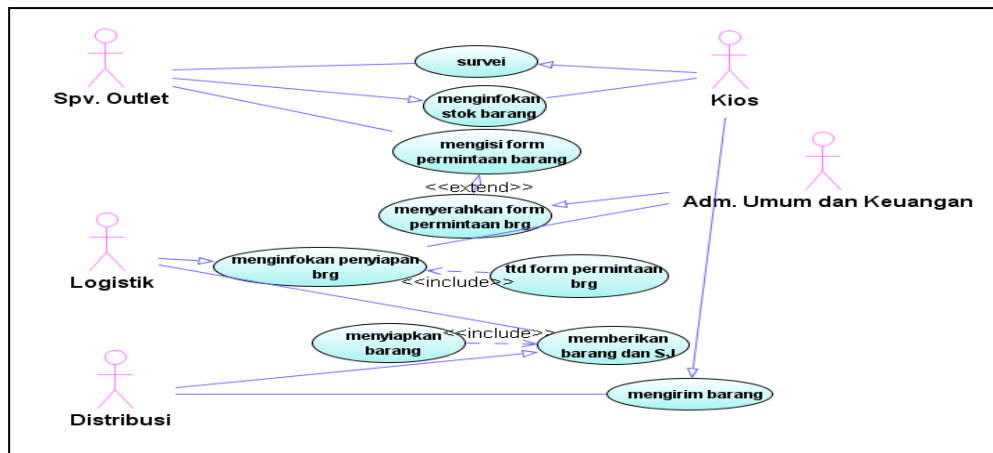 survei
Spv. Outlet
menginfokan
stok barang
Kios
mengisi form
permintaan barang
<<extend>>
menyerahkan form
permintaan brg
Adm. Umum dan Keuangan
Logistik
menginfokan penyiapan
brg
<<include>>
ttd form permintaan
brg
menyiapkan
barang
<<include>>
memberikan
barang dan SJ
Distribusi
mengirim barang